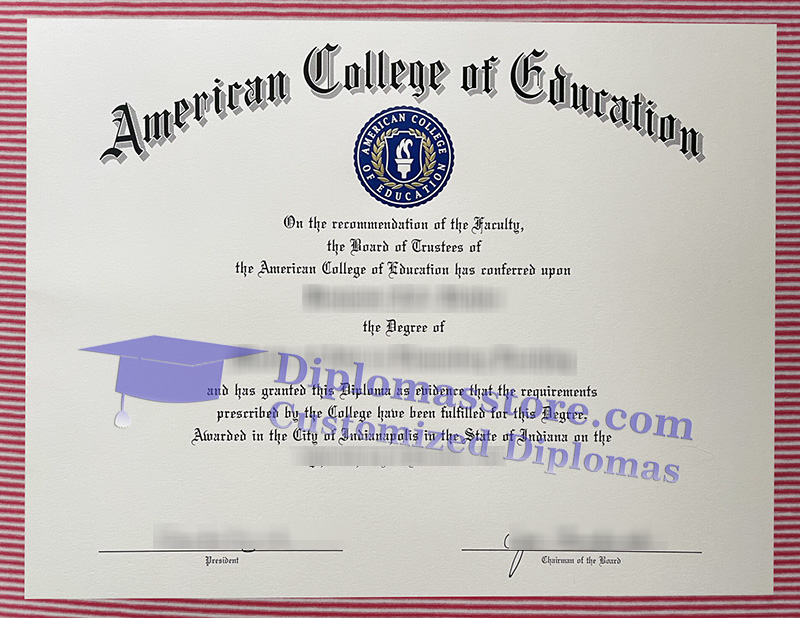 American College of Education
AMERICAN COLLEGE
OF EDUCATION
On the recommendation of the Faculty,
the Board of Trustees of
the American College of Education has conferred upon
the Degree of
and has granted this Diploma as evidence that the requirements
prescribed by the College have been fulfilled for this Degree.
Awarded in the City of Indianapolis in the State of Indiana on the
Diplomasstore.com
Customized Diplomas
President
Chairman of the Board